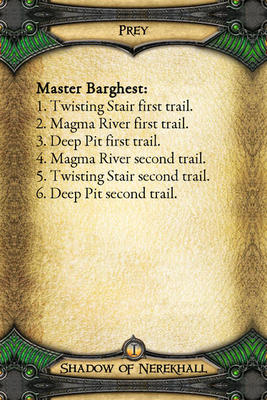 Prey
Master Barghest:
1. Twisting Stair first trail.
2. Magma River first trail.
3. Deep Pit first trail.
4. Magma River second trail.
5. Twisting Stair second trail.
6. Deep Pit second trail.
I
Shadow of Nerekhall